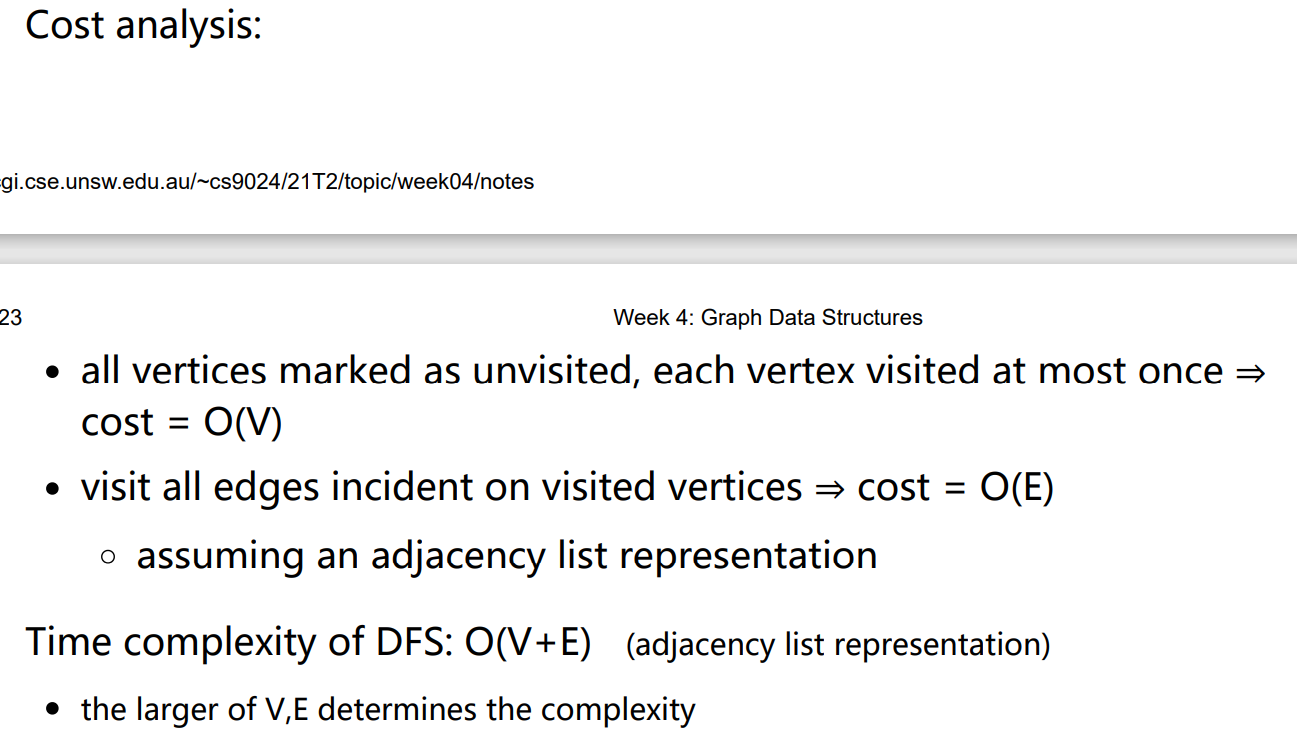 Cost analysis:
gi.cse.unsw.edu.au/~cs9024/21T2/topic/week04/notes
23
Week 4: Graph Data Structures
• all vertices marked as unvisited, each vertex visited at most once ⇒
cost = O(V)
• visit all edges incident on visited vertices ⇒ cost = O(E)
○ assuming an adjacency list representation
Time complexity of DFS: O(V+E) (adjacency list representation)
• the larger of V,E determines the complexity